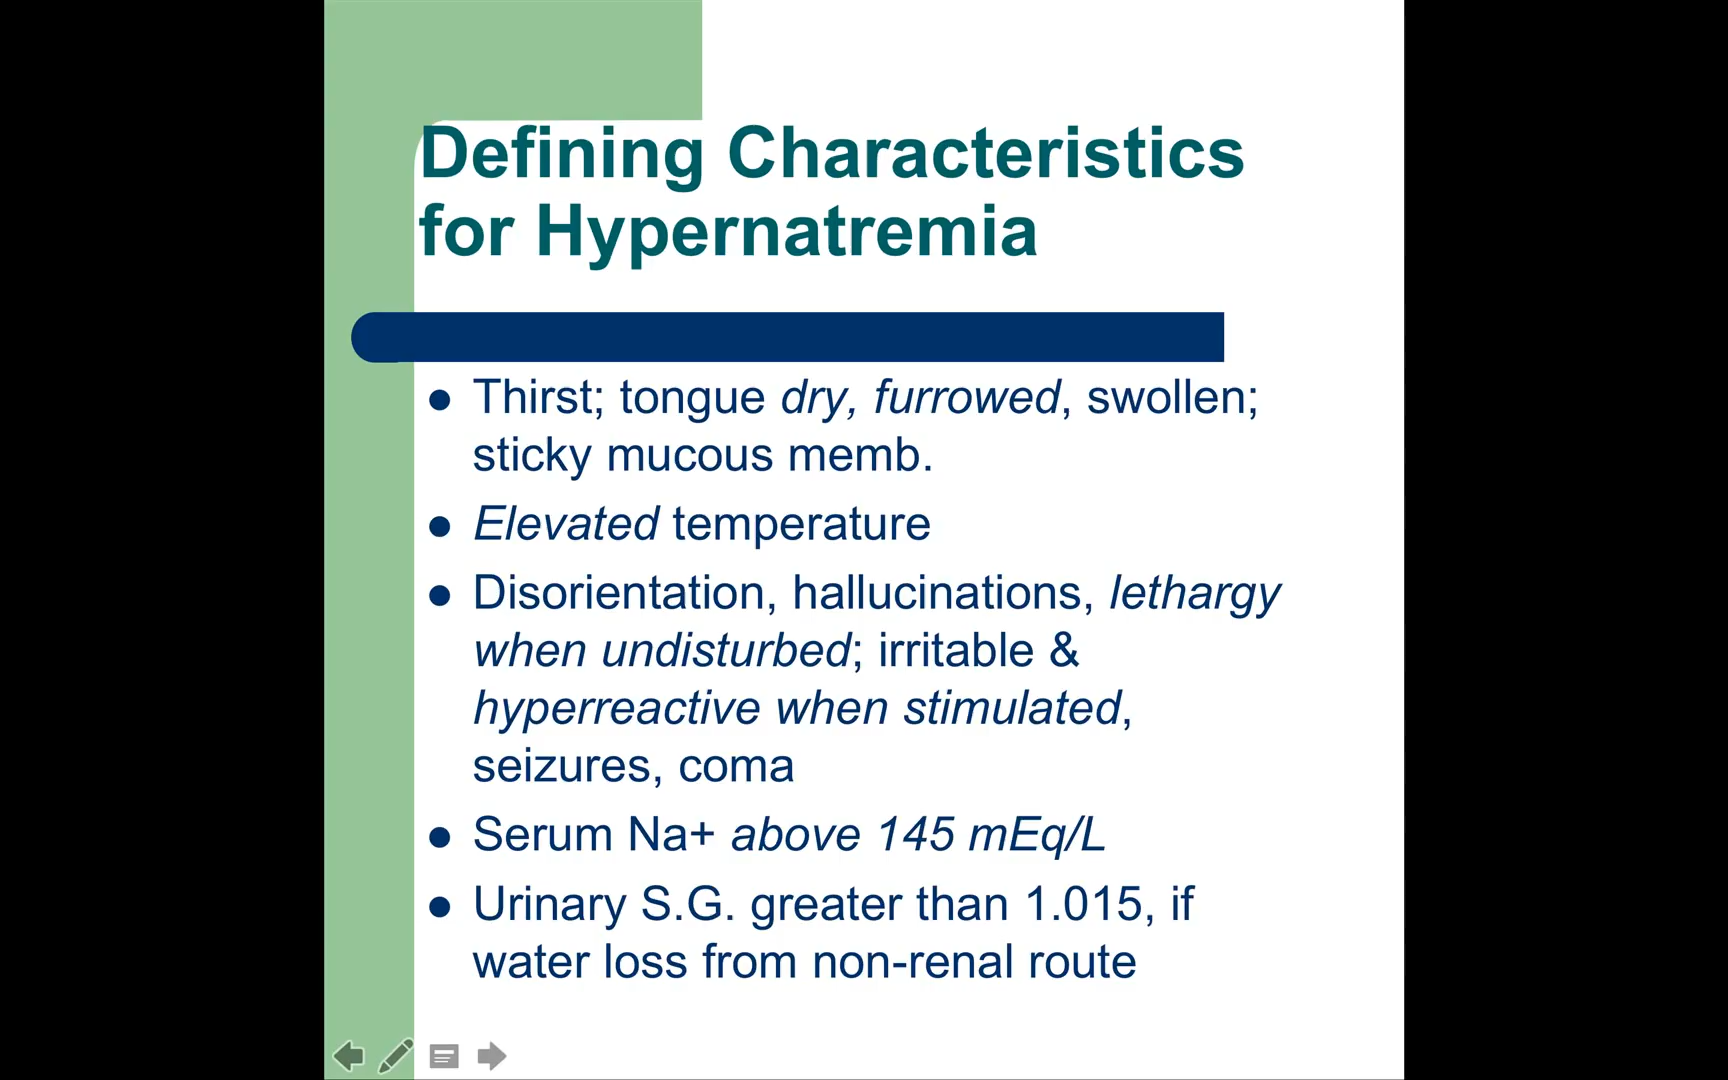 Defining Characteristics
for Hypernatremia
● Thirst; tongue dry, furrowed, swollen;
sticky mucous memb.
● Elevated temperature
● Disorientation, hallucinations, lethargy
when undisturbed; irritable &
hyperreactive when stimulated,
seizures, coma
● Serum Na+ above 145 mEq/L
● Urinary S.G. greater than 1.015, if
water loss from non-renal route